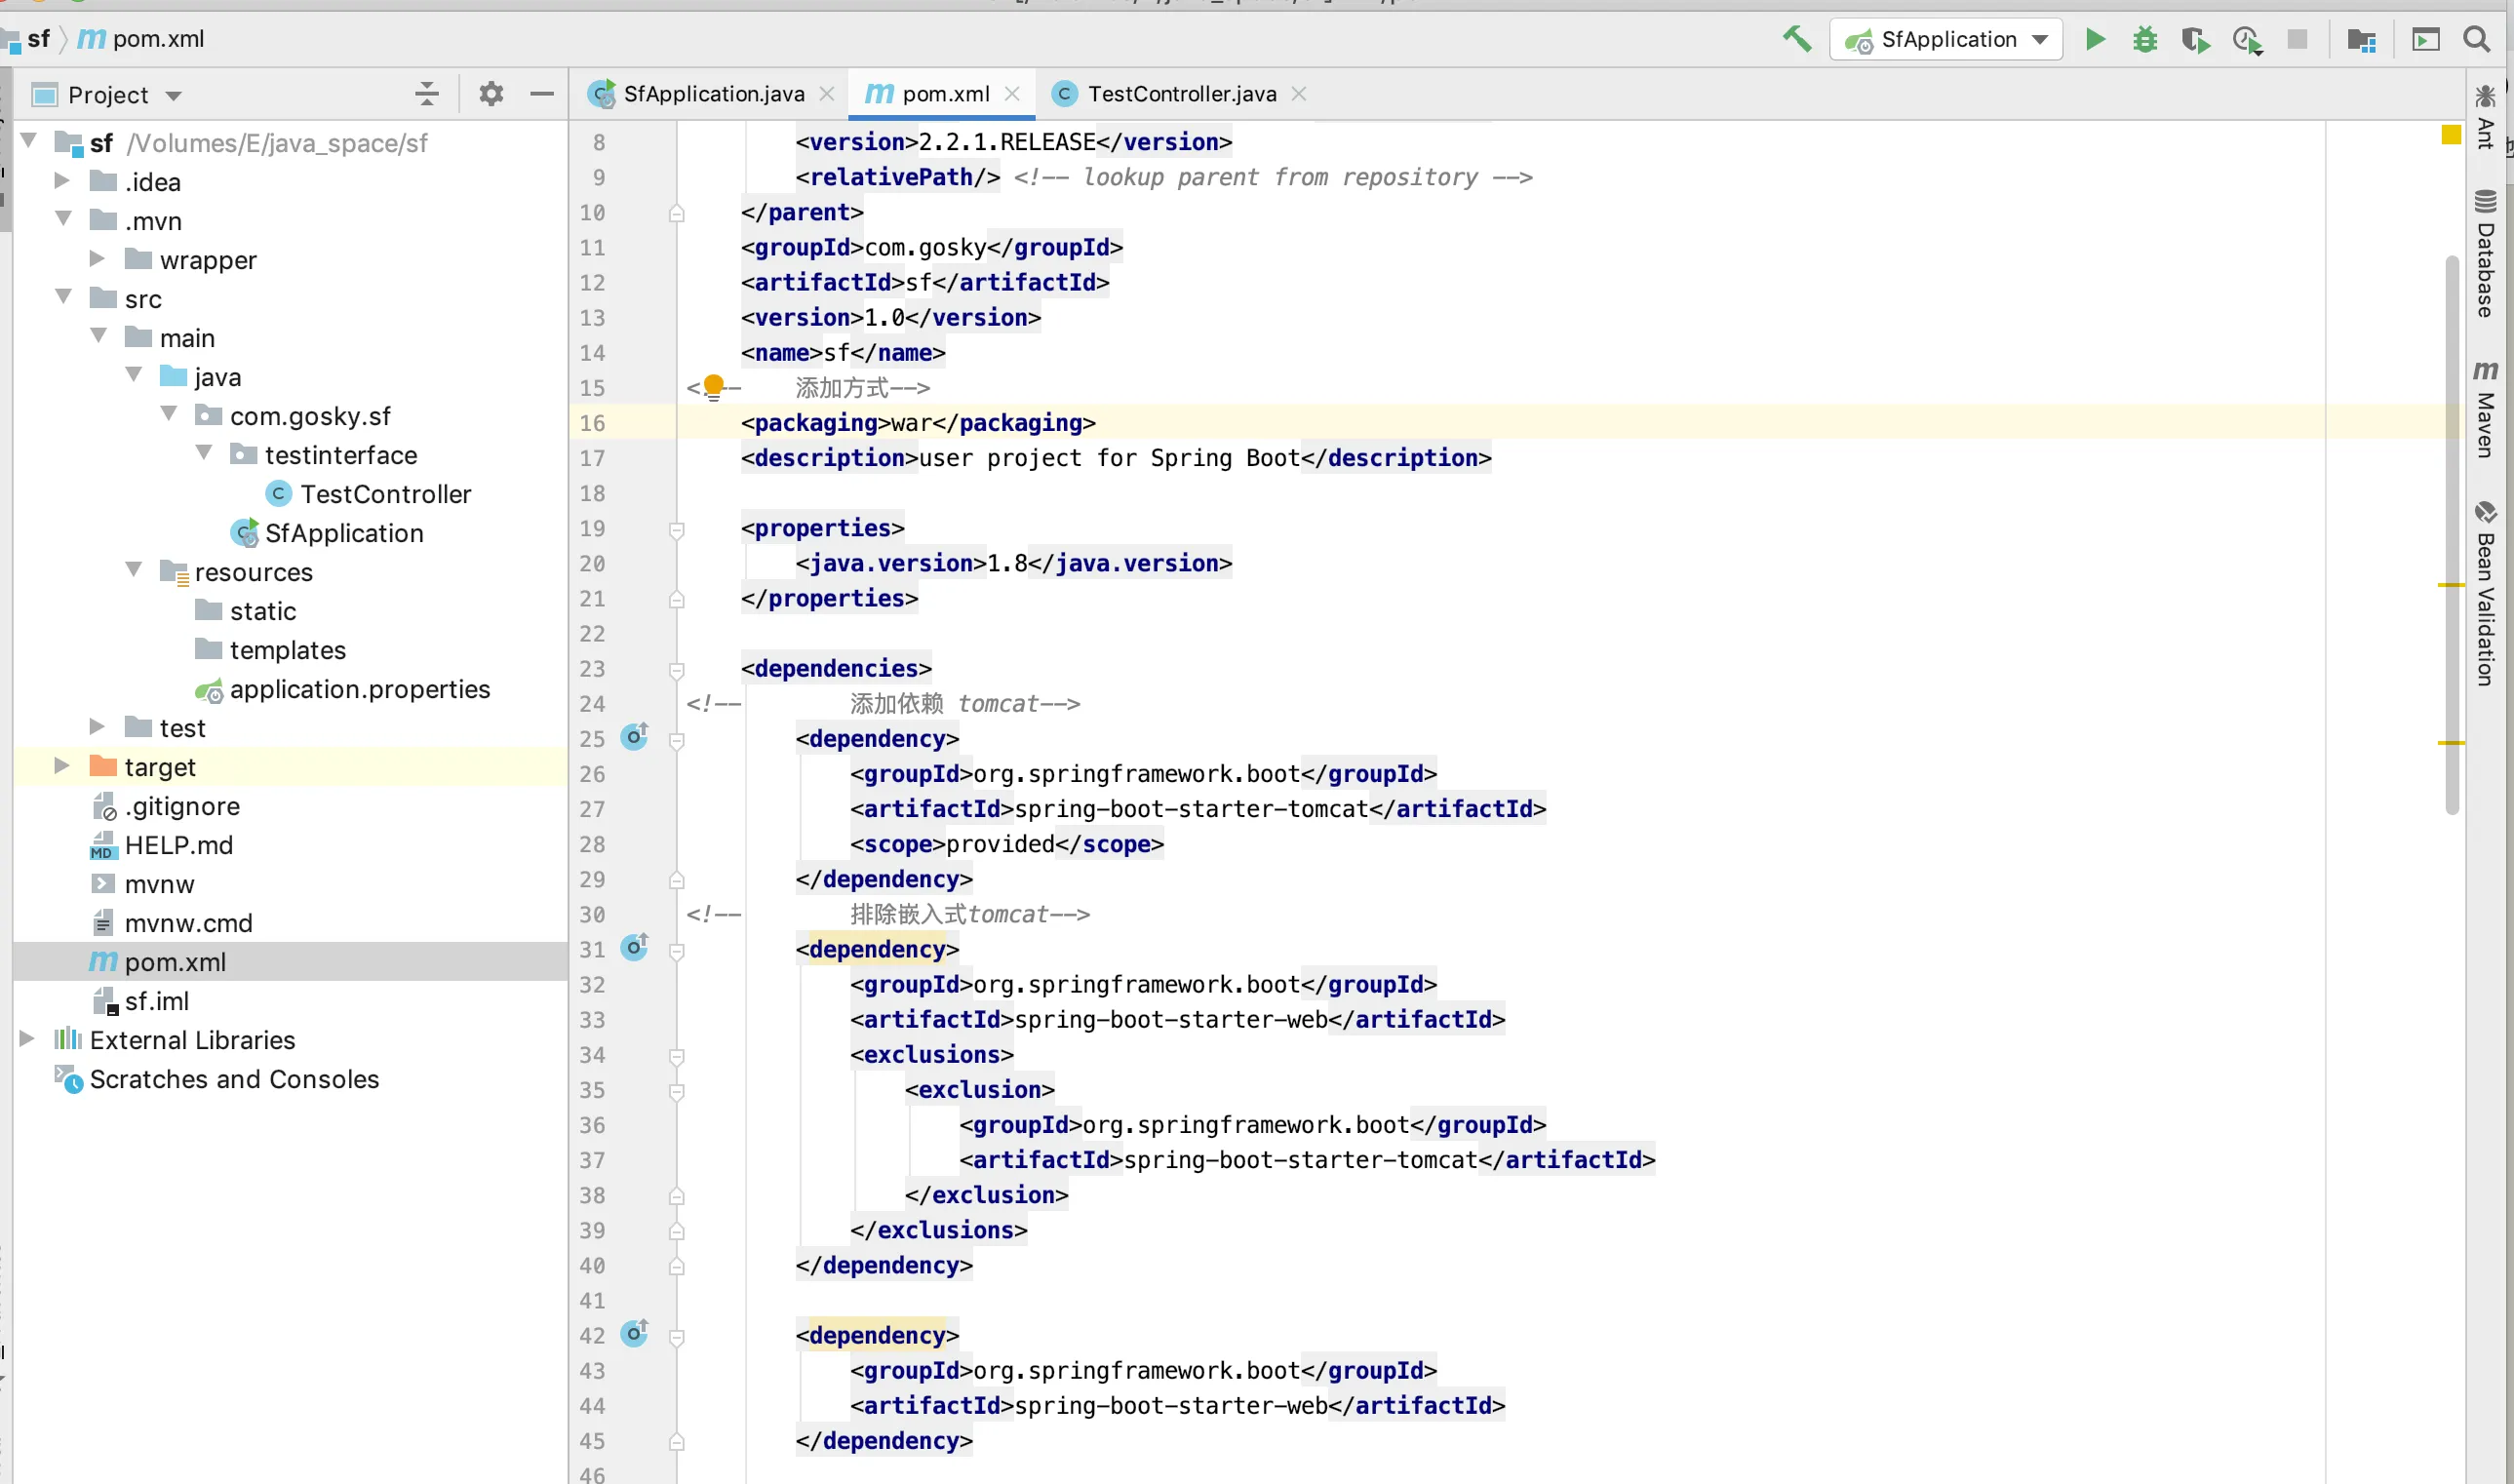 sf
pom.xml
SfApplication
Project
SfApplication.java
pom.xml
TestController.java
sf /Volumes/E/java_space/sf
.idea
.mvn
wrapper
src
main
java
com.gosky.sf
testinterface
TestController
SfApplication
resources
static
templates
application.properties
test
target
.gitignore
HELP.md
mvnw
mvnw.cmd
pom.xml
sf.iml
External Libraries
Scratches and Consoles
8 <version>2.2.1.RELEASE</version>
9 <relativePath/> <!-- lookup parent from repository -->
10 </parent>
11 <groupId>com.gosky</groupId>
12 <artifactId>sf</artifactId>
13 <version>1.0</version>
14 <name>sf</name>
15 <!-- 添加方式-->
16 <packaging>war</packaging>
17 <description>user project for Spring Boot</description>
18
19 <properties>
20 <java.version>1.8</java.version>
21 </properties>
22
23 <dependencies>
24 <!-- 添加依赖 tomcat-->
25 <dependency>
26 <groupId>org.springframework.boot</groupId>
27 <artifactId>spring-boot-starter-tomcat</artifactId>
28 <scope>provided</scope>
29 </dependency>
30 <!-- 排除嵌入式tomcat-->
31 <dependency>
32 <groupId>org.springframework.boot</groupId>
33 <artifactId>spring-boot-starter-web</artifactId>
34 <exclusions>
35 <exclusion>
36 <groupId>org.springframework.boot</groupId>
37 <artifactId>spring-boot-starter-tomcat</artifactId>
38 </exclusion>
39 </exclusions>
40 </dependency>
41
42 <dependency>
43 <groupId>org.springframework.boot</groupId>
44 <artifactId>spring-boot-starter-web</artifactId>
45 </dependency>
46
Ant
Database
Maven
Bean Validation